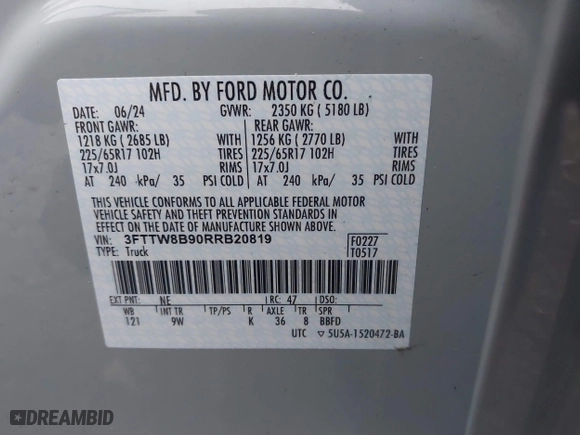 MFD. BY FORD MOTOR CO.
DATE: 06/24 GVWR: 2350 KG ( 5180 LB)
FRONT GAWR: REAR GAWR:
1218 KG ( 2685 LB) WITH 1256 KG ( 2770 LB) WITH
225/65R17 102H TIRES 225/65R17 102H TIRES
17x7.0J RIMS 17x7.0J RIMS
AT 240 kPa/ 35 PSI COLD AT 240 kPa/ 35 PSI COLD
THIS VEHICLE CONFORMS TO ALL APPLICABLE FEDERAL MOTOR
VEHICLE SAFETY AND THEFT PREVENTION STANDARDS IN
EFFECT ON THE DATE OF MANUFACTURE SHOWN ABOVE.
VIN: 3FTTW8B90RRB20819 F0227
TYPE: Truck T0517
EXT PNT: NE RC: 47 DSO:
WB INT TR TP/PS R AXLE TR SPR
121 9W K 36 8 BBFD
UTC ▽ 5U5A-1520472-BA
DREAMBID